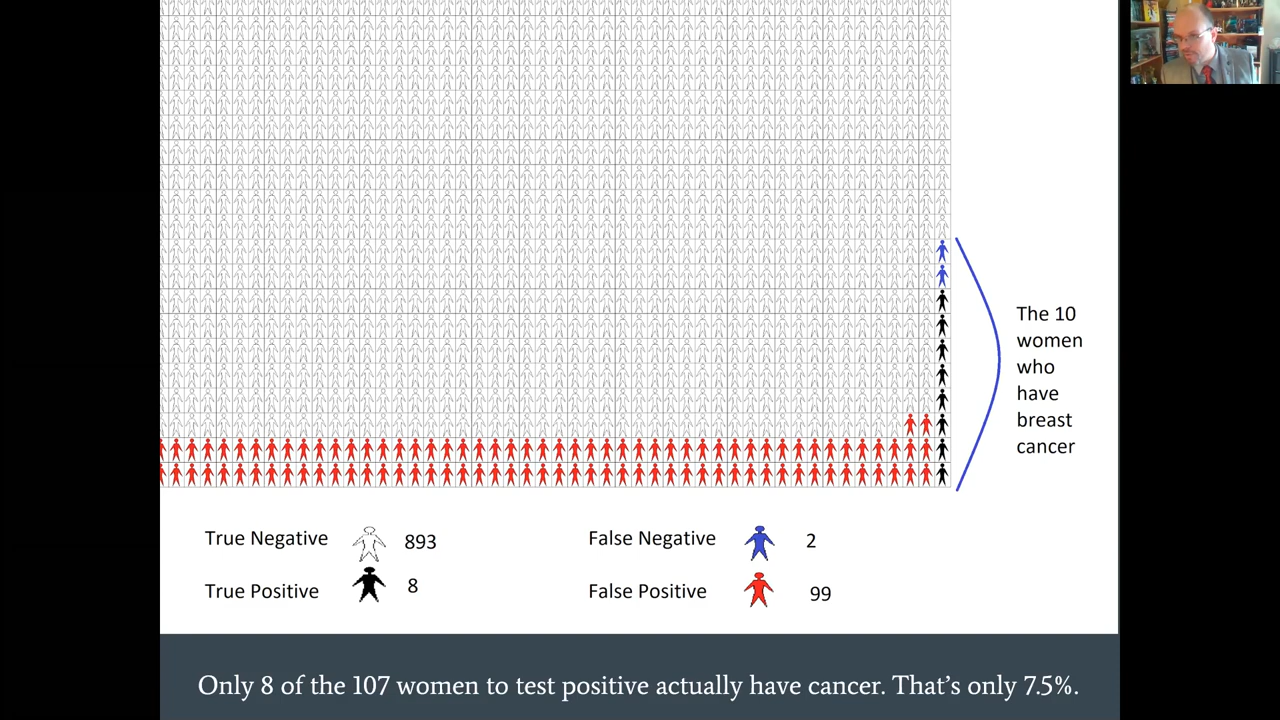 The 10
women
who
have
breast
cancer
True Negative 893
False Negative 2
True Positive 8
False Positive 99
Only 8 of the 107 women to test positive actually have cancer. That’s only 7.5%.